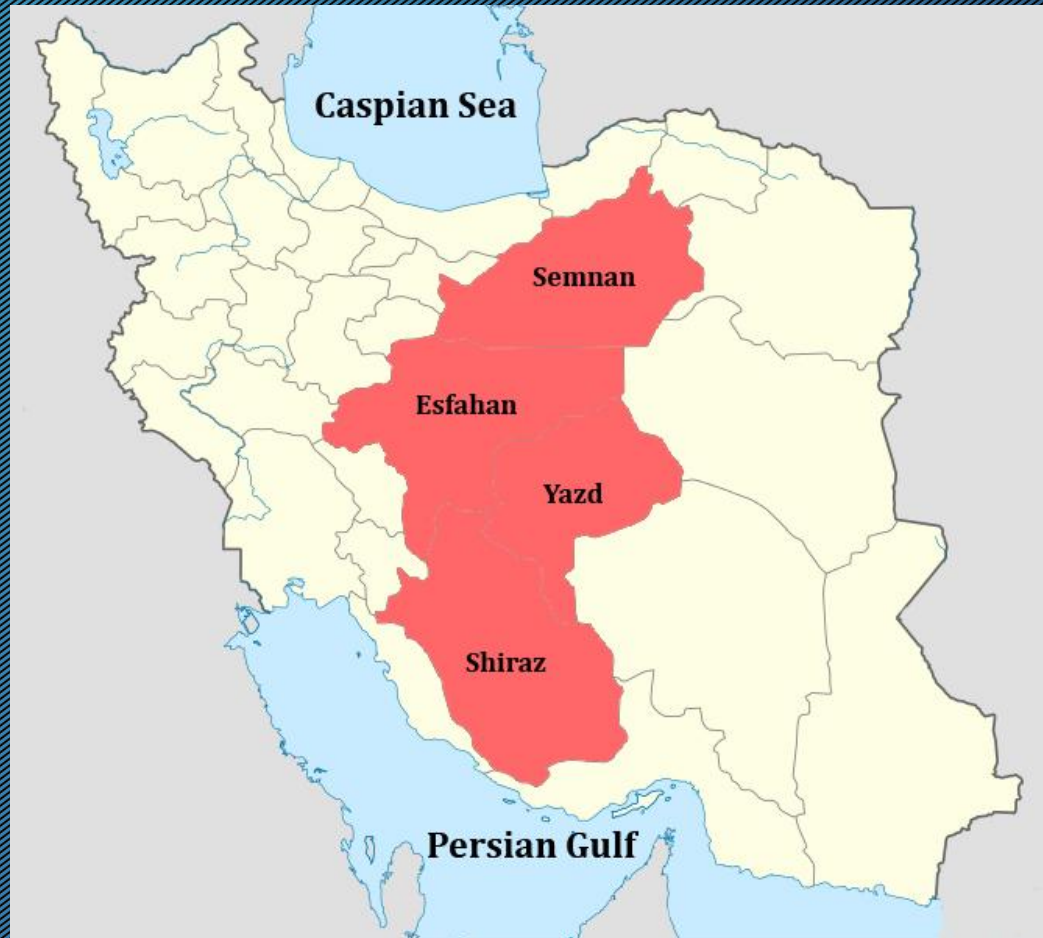 Caspian Sea
Semnan
Esfahan
Yazd
Shiraz
Persian Gulf